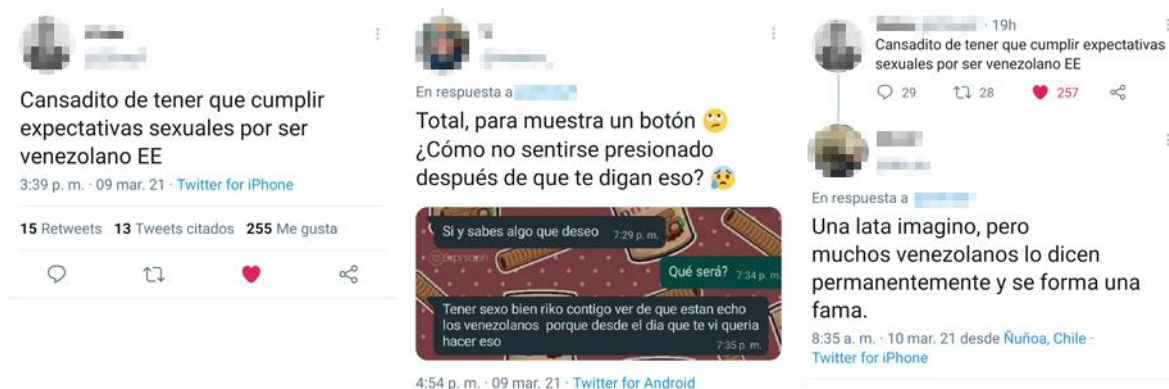 Cansadito de tener que cumplir
expectativas sexuales por ser
venezolano EE
3:39 p. m. · 09 mar. 21 · Twitter for iPhone
15 Retweets 13 Tweets citados 255 Me gusta
En respuesta a
Total, para muestra un botón 🙄
¿Cómo no sentirse presionado
después de que te digan eso? 😰
Si y sabes algo que deseo 7:29 p. m.
Qué será? 7:34 p. m.
Tener sexo bien riko contigo ver de que estan echo
los venezolanos porque desde el dia que te vi queria
hacer eso 7:35 p. m.
4:54 p. m. · 09 mar. 21 · Twitter for Android
· 19h
Cansadito de tener que cumplir expectativas
sexuales por ser venezolano EE
29 28 257
En respuesta a
Una lata imagino, pero
muchos venezolanos lo dicen
permanentemente y se forma una
fama.
8:35 a. m. · 10 mar. 21 desde Ñuñoa, Chile ·
Twitter for iPhone